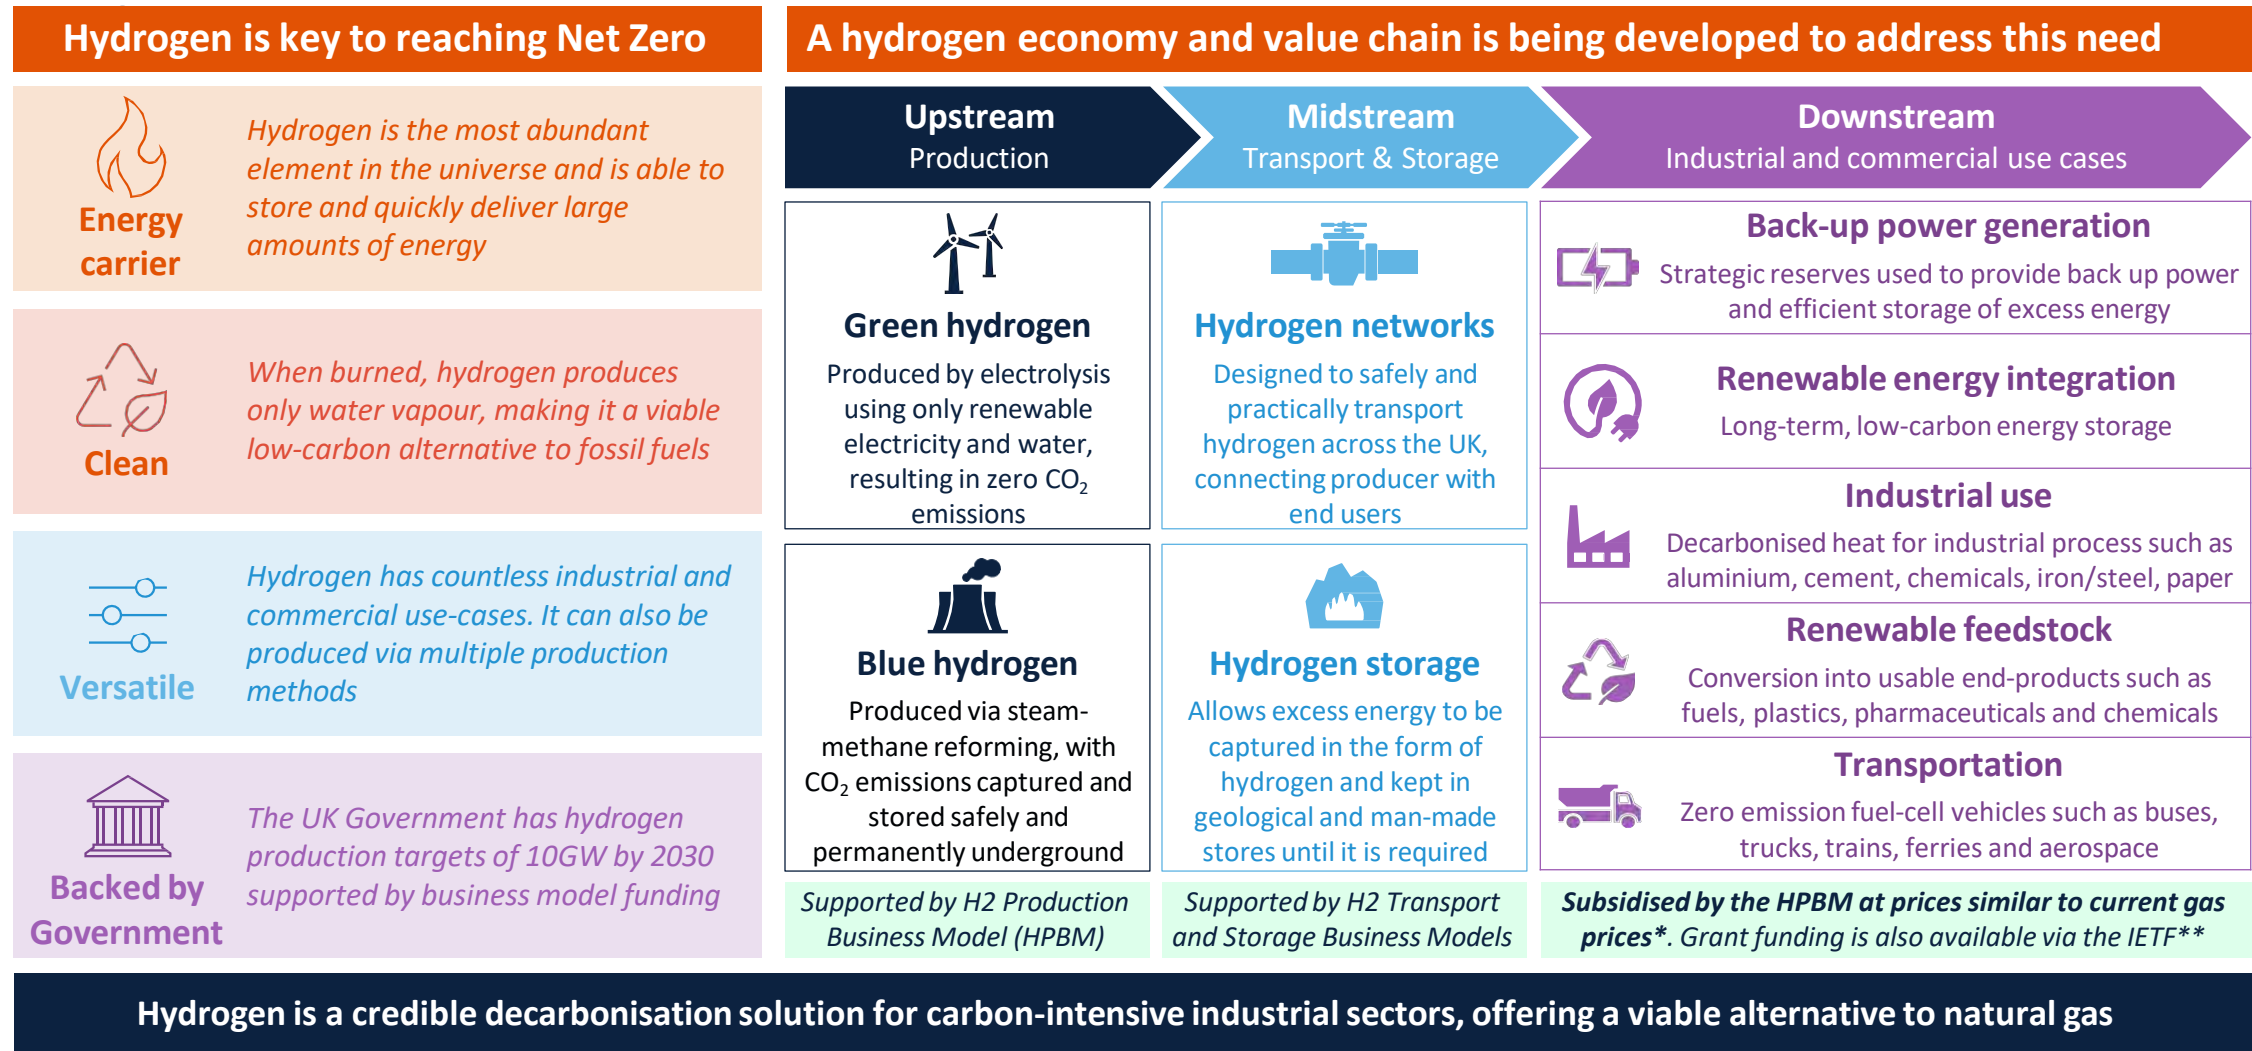 Hydrogen is key to reaching Net Zero
Energy
carrier
Hydrogen is the most abundant
element in the universe and is able to
store and quickly deliver large
amounts of energy
Clean
When burned, hydrogen produces
only water vapour, making it a viable
low-carbon alternative to fossil fuels
Versatile
Hydrogen has countless industrial and
commercial use-cases. It can also be
produced via multiple production
methods
Backed by
Government
The UK Government has hydrogen
production targets of 10GW by 2030
supported by business model funding
A hydrogen economy and value chain is being developed to address this need
Upstream
Production
Green hydrogen
Produced by electrolysis
using only renewable
electricity and water,
resulting in zero CO₂
emissions
Blue hydrogen
Produced via steam-
methane reforming, with
CO₂ emissions captured and
stored safely and
permanently underground
Supported by H2 Production
Business Model (HPBM)
Midstream
Transport & Storage
Hydrogen networks
Designed to safely and
practically transport
hydrogen across the UK,
connecting producer with
end users
Hydrogen storage
Allows excess energy to be
captured in the form of
hydrogen and kept in
geological and man-made
stores until it is required
Supported by H2 Transport
and Storage Business Models
Downstream
Industrial and commercial use cases
Back-up power generation
Strategic reserves used to provide back up power
and efficient storage of excess energy
Renewable energy integration
Long-term, low-carbon energy storage
Industrial use
Decarbonised heat for industrial process such as
aluminium, cement, chemicals, iron/steel, paper
Renewable feedstock
Conversion into usable end-products such as
fuels, plastics, pharmaceuticals and chemicals
Transportation
Zero emission fuel-cell vehicles such as buses,
trucks, trains, ferries and aerospace
Subsidised by the HPBM at prices similar to current gas
prices*. Grant funding is also available via the IETF**
Hydrogen is a credible decarbonisation solution for carbon-intensive industrial sectors, offering a viable alternative to natural gas